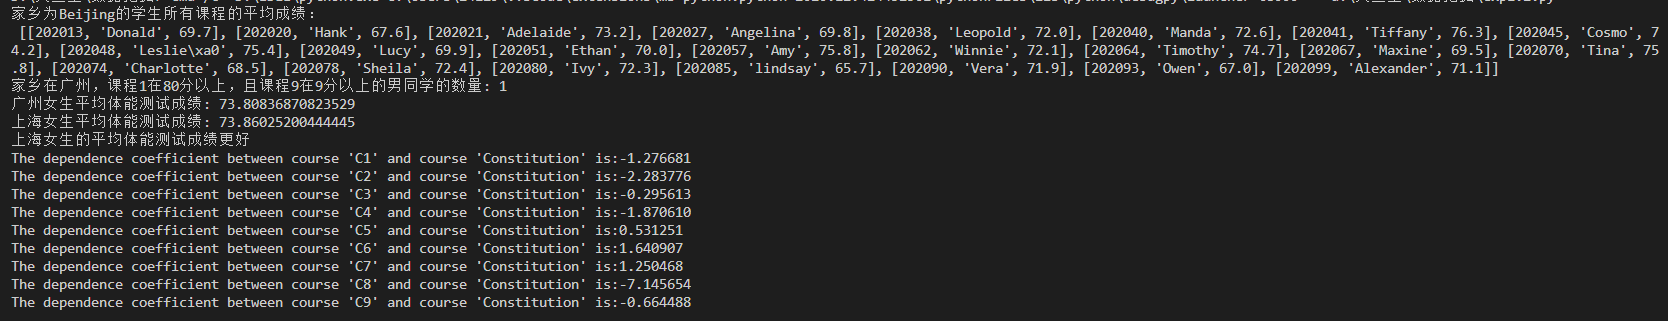 家乡为Beijing的学生所有课程的平均成绩:
[[202013, 'Donald', 69.7], [202020, 'Hank', 67.6], [202021, 'Adelaide', 73.2], [202027, 'Angelina', 69.8], [202038, 'Leopold', 72.0], [202040, 'Manda', 72.6], [202041, 'Tiffany', 76.3], [202045, 'Cosmo', 7
4.2], [202048, 'Leslie\xa0', 75.4], [202049, 'Lucy', 69.9], [202051, 'Ethan', 70.0], [202057, 'Amy', 75.8], [202062, 'Winnie', 72.1], [202064, 'Timothy', 74.7], [202067, 'Maxine', 69.5], [202070, 'Tina', 75
.8], [202074, 'Charlotte', 68.5], [202078, 'Sheila', 72.4], [202080, 'Ivy', 72.3], [202085, 'lindsay', 65.7], [202090, 'Vera', 71.9], [202093, 'Owen', 67.0], [202099, 'Alexander', 71.1]]
家乡在广州，课程1在80分以上，且课程9在9分以上的男同学的数量: 1
广州女生平均体能测试成绩: 73.80836870823529
上海女生平均体能测试成绩: 73.86025200444445
上海女生的平均体能测试成绩更好
The dependence coefficient between course 'C1' and course 'Constitution' is:-1.276681
The dependence coefficient between course 'C2' and course 'Constitution' is:-2.283776
The dependence coefficient between course 'C3' and course 'Constitution' is:-0.295613
The dependence coefficient between course 'C4' and course 'Constitution' is:-1.870610
The dependence coefficient between course 'C5' and course 'Constitution' is:0.531251
The dependence coefficient between course 'C6' and course 'Constitution' is:1.640907
The dependence coefficient between course 'C7' and course 'Constitution' is:1.250468
The dependence coefficient between course 'C8' and course 'Constitution' is:-7.145654
The dependence coefficient between course 'C9' and course 'Constitution' is:-0.664488